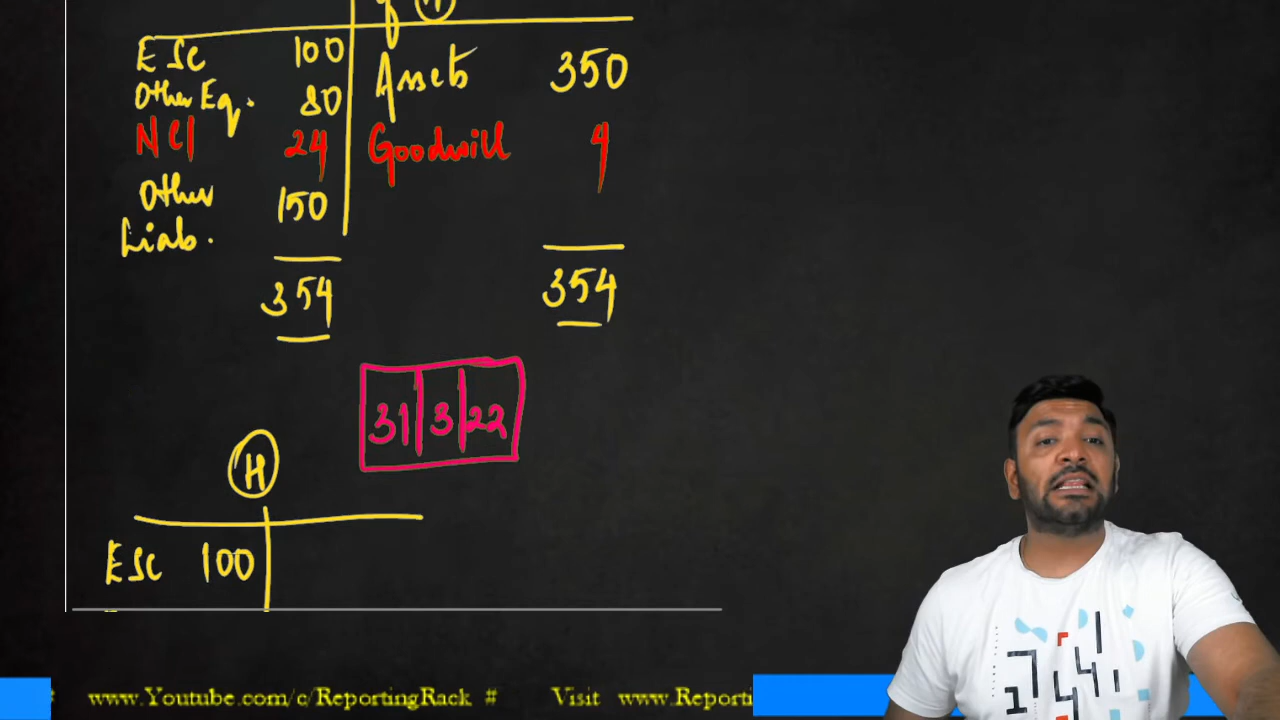 of H
ESC 100 Assets 350
Other Eq. 80
NCI 24 Goodwill 4
Other 150
Liab.
354 354
31 3 22
H
ESC 100
www.Youtube.com/c/ReportingRack # Visit www.Reporti